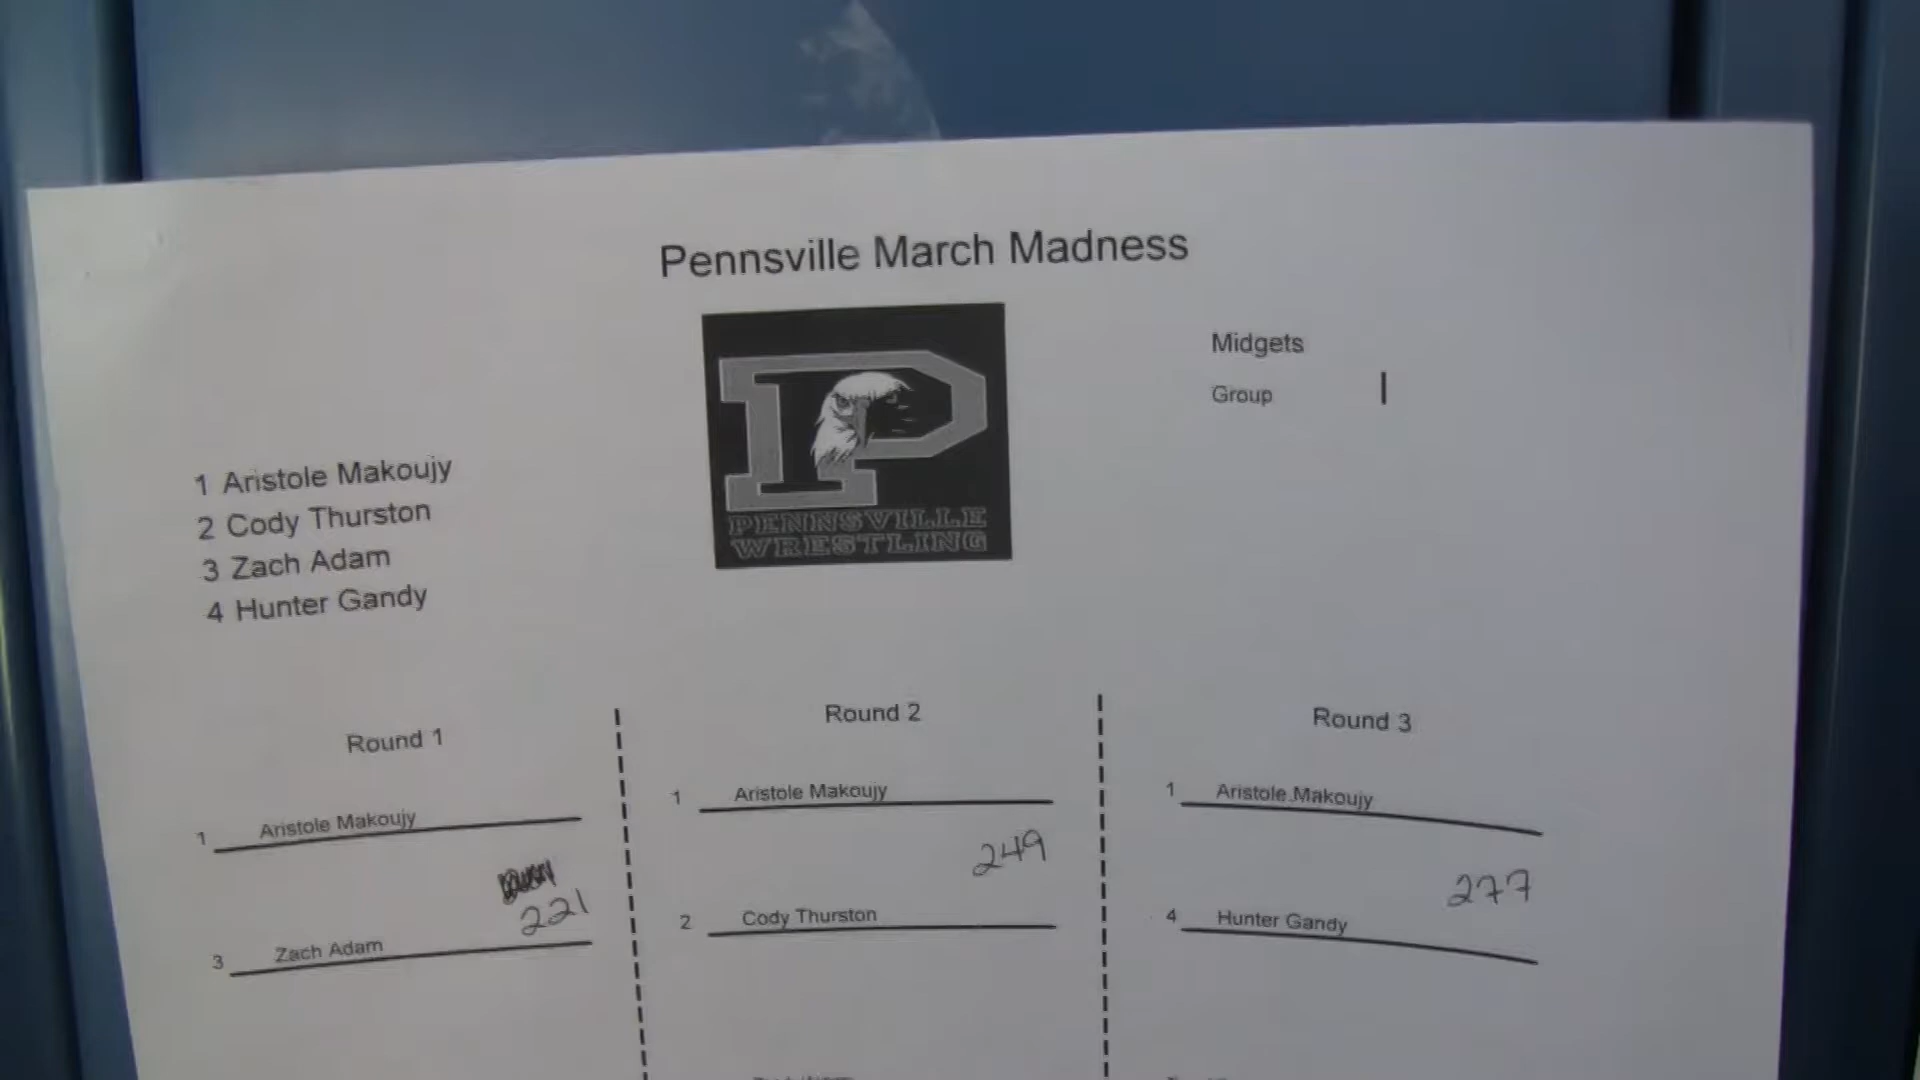 Pennsville March Madness
PENNSVILLE
WRESTLING
Midgets
Group 1
1 Aristole Makoujy
2 Cody Thurston
3 Zach Adam
4 Hunter Gandy
Round 1
1 Aristole Makoujy
221
3 Zach Adam
Round 2
1 Aristole Makoujy
249
2 Cody Thurston
Round 3
1 Aristole Makoujy
277
4 Hunter Gandy